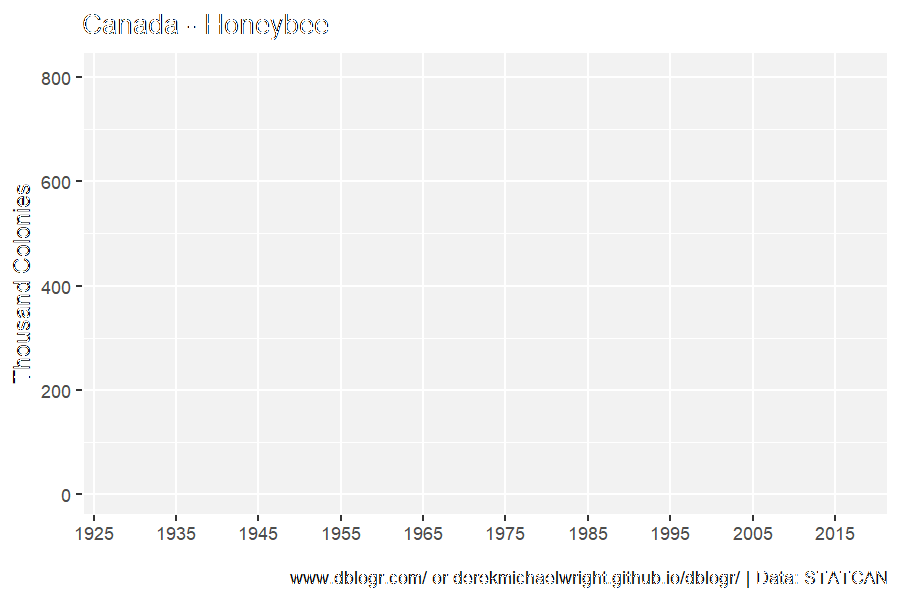 Canada - Honeybee
Thousand Colonies
800
600
400
200
0
1925 1935 1945 1955 1965 1975 1985 1995 2005 2015
www.dblogr.com/ or derekmichaelwright.github.io/dblogr/ | Data: STATCAN